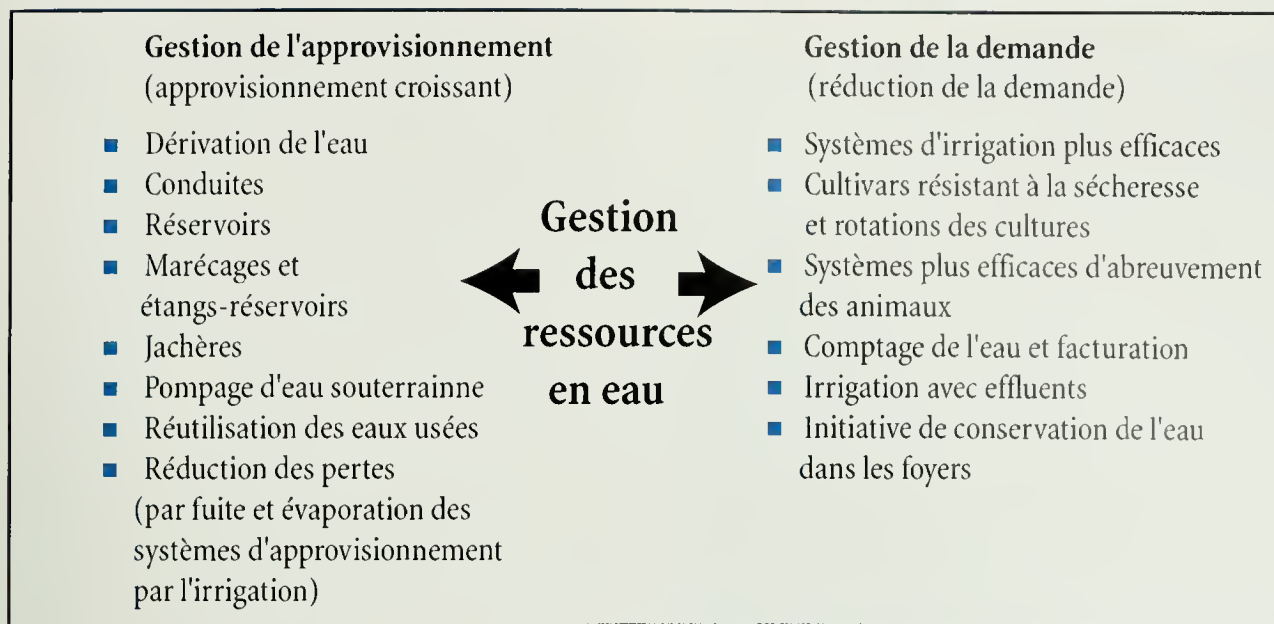 Gestion de l'approvisionnement
(approvisionnement croissant)
■ Dérivation de l'eau
■ Conduites
■ Réservoirs
■ Marécages et
étangs-réservoirs
■ Jachères
■ Pompage d'eau souterrainne
■ Réutilisation des eaux usées
■ Réduction des pertes
(par fuite et évaporation des
systèmes d'approvisionnement
par l'irrigation)
Gestion
des
ressources
en eau
Gestion de la demande
(réduction de la demande)
■ Systèmes d'irrigation plus efficaces
■ Cultivars résistant à la sécheresse
et rotations des cultures
■ Systèmes plus efficaces d'abreuvement
des animaux
■ Comptage de l'eau et facturation
■ Irrigation avec effluents
■ Initiative de conservation de l'eau
dans les foyers